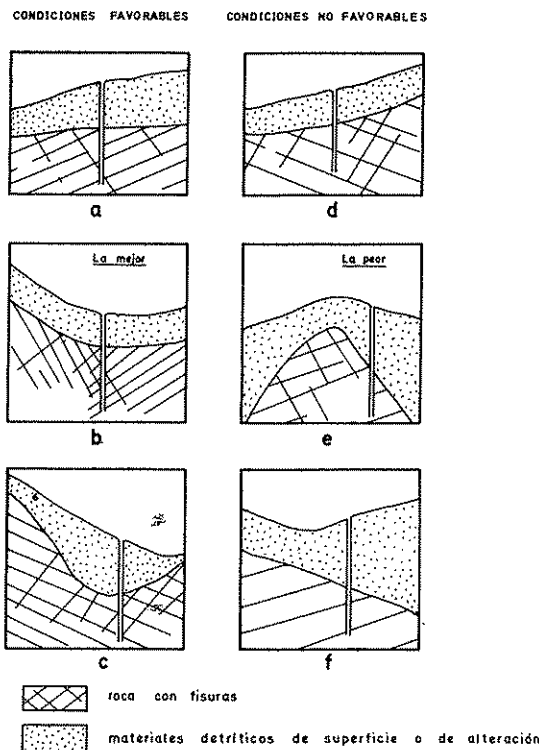 CONDICIONES FAVORABLES
CONDICIONES NO FAVORABLES
a
d
La mejor
La peor
b
e
c
f
roca con fisuras
materiales detríticos de superficie o de alteración